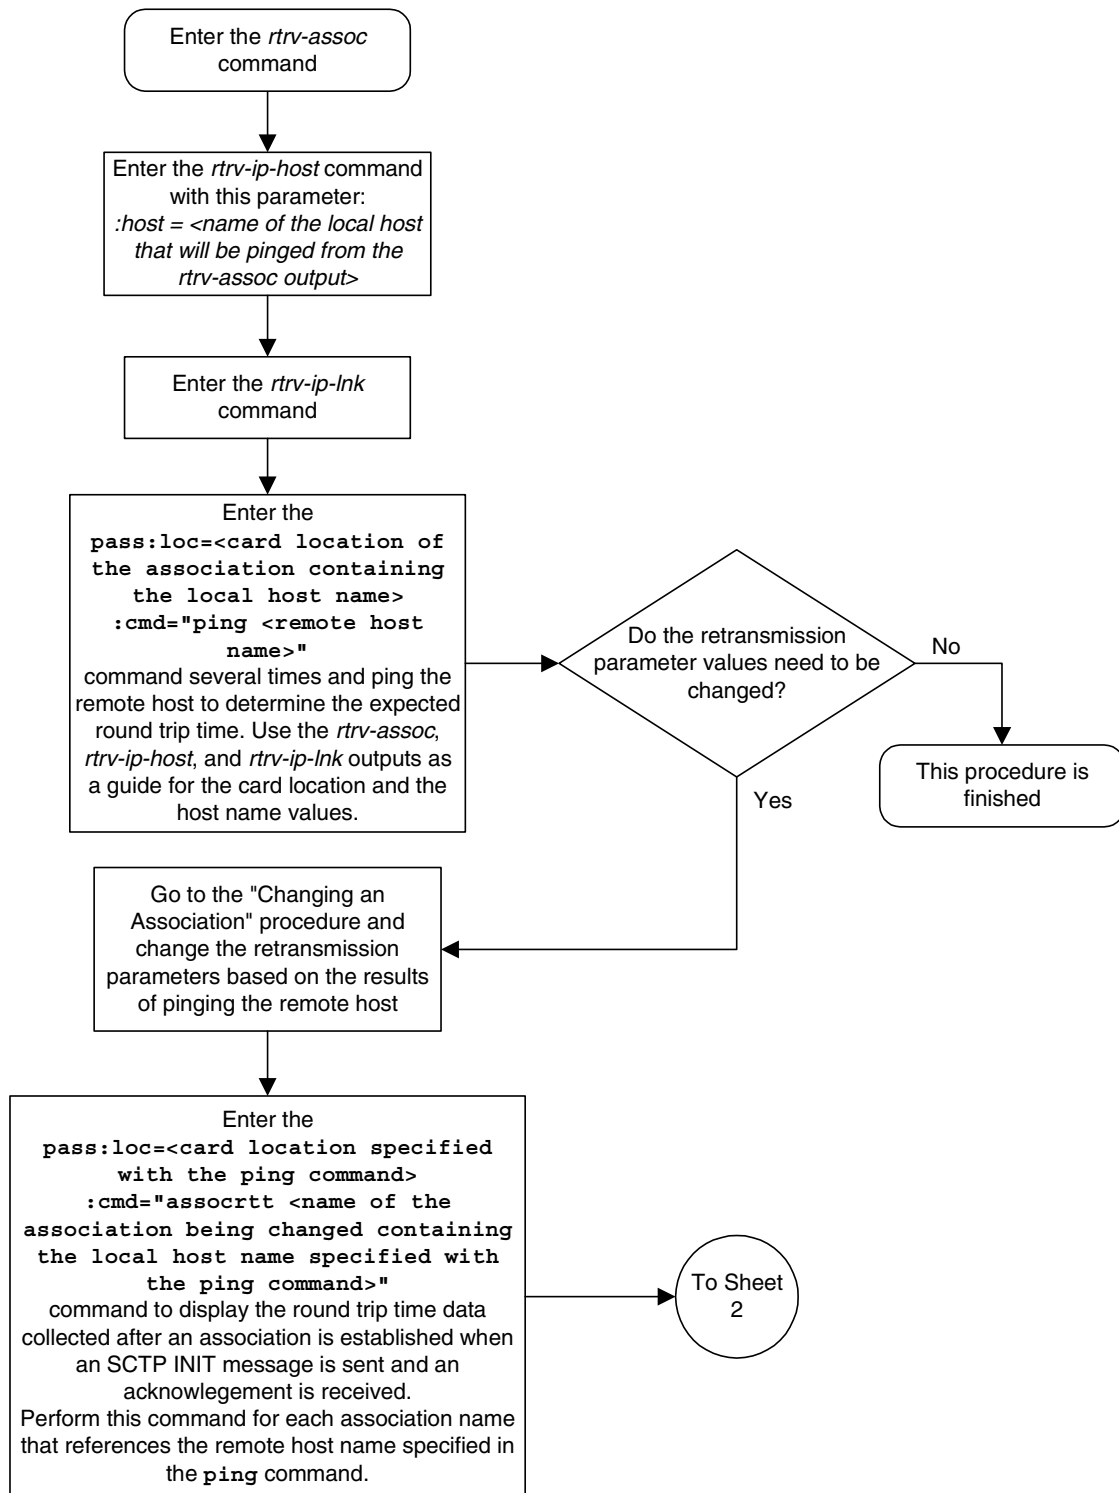 Enter the rtrv-assoc
command
Enter the rtrv-ip-host command
with this parameter:
:host = <name of the local host
that will be pinged from the
rtrv-assoc output>
Enter the rtrv-ip-lnk
command
Enter the
pass:loc=<card location of
the association containing
the local host name>
:cmd="ping <remote host
name>"
command several times and ping the
remote host to determine the expected
round trip time. Use the rtrv-assoc,
rtrv-ip-host, and rtrv-ip-lnk outputs as
a guide for the card location and the
host name values.
Do the retransmission
parameter values need to be
changed?
No
This procedure is
finished
Yes
Go to the "Changing an
Association" procedure and
change the retransmission
parameters based on the results
of pinging the remote host
Enter the
pass:loc=<card location specified
with the ping command>
:cmd="assocrtt <name of the
association being changed containing
the local host name specified with
the ping command>"
command to display the round trip time data
collected after an association is established when
an SCTP INIT message is sent and an
acknowlegement is received.
Perform this command for each association name
that references the remote host name specified in
the ping command.
To Sheet
2